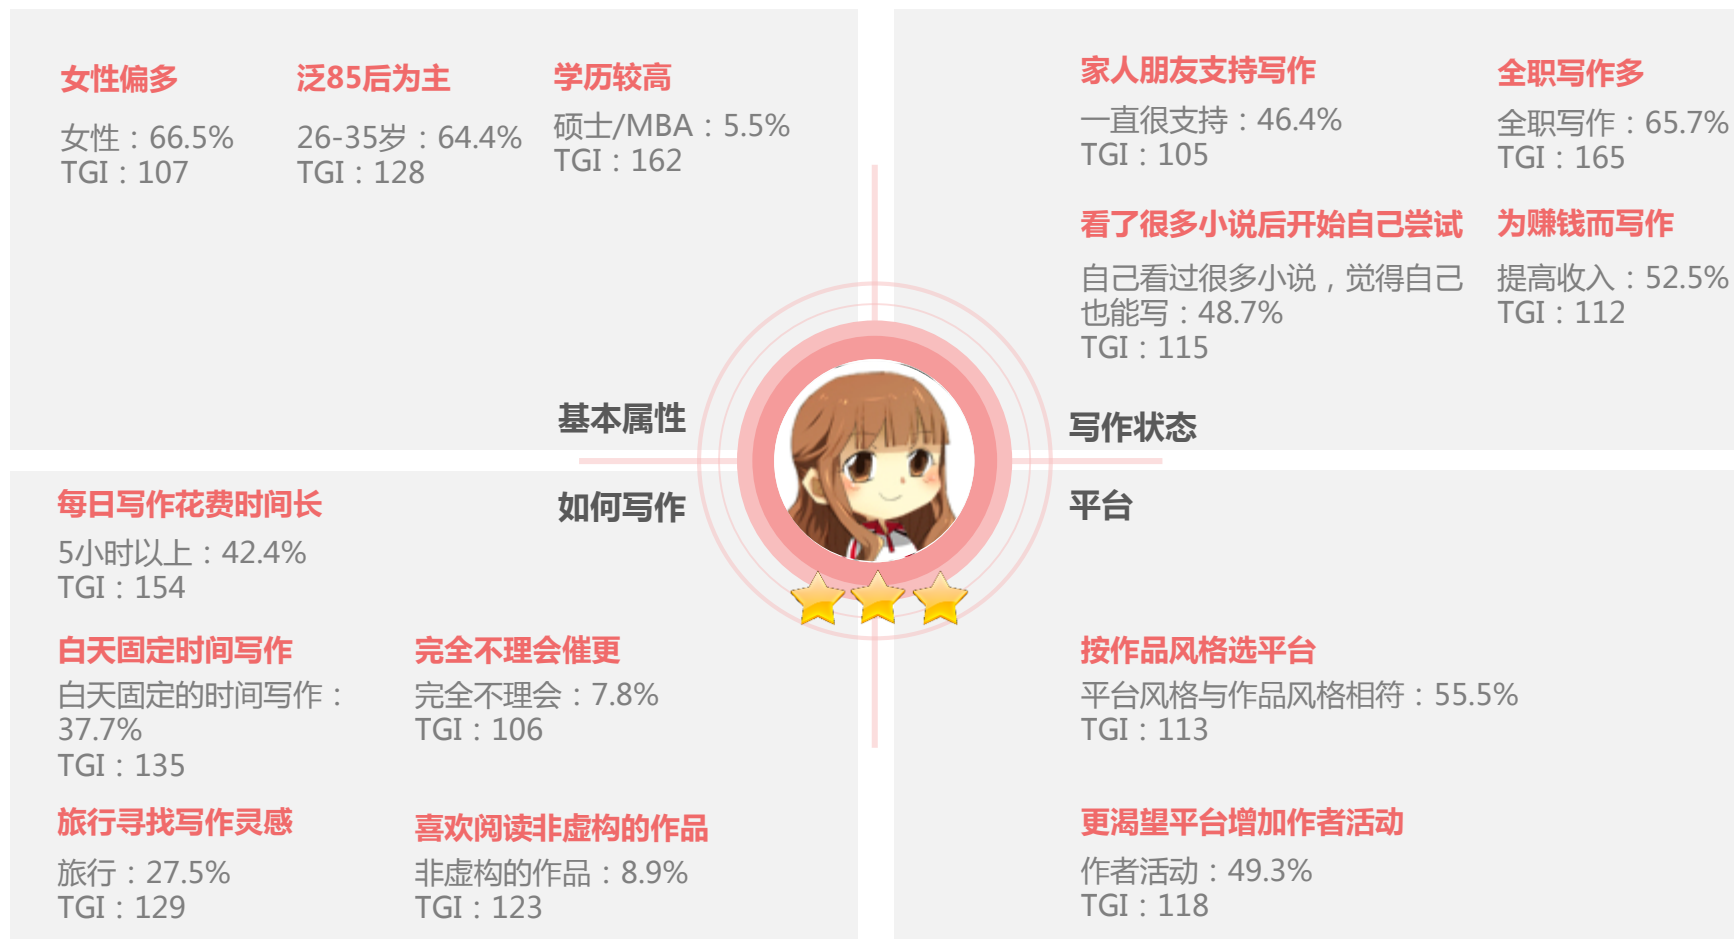 女性偏多
女性：66.5%
TGI：107
泛85后为主
26-35岁：64.4%
TGI：128
学历较高
硕士/MBA：5.5%
TGI：162
基本属性
家人朋友支持写作
一直很支持：46.4%
TGI：105
全职写作多
全职写作：65.7%
TGI：165
看了很多小说后开始自己尝试
自己看过很多小说，觉得自己
也能写：48.7%
TGI：115
为赚钱而写作
提高收入：52.5%
TGI：112
写作状态
每日写作花费时间长
5小时以上：42.4%
TGI：154
如何写作
白天固定时间写作
白天固定的时间写作：
37.7%
TGI：135
完全不理会催更
完全不理会：7.8%
TGI：106
旅行寻找写作灵感
旅行：27.5%
TGI：129
喜欢阅读非虚构的作品
非虚构的作品：8.9%
TGI：123
平台
按作品风格选平台
平台风格与作品风格相符：55.5%
TGI：113
更渴望平台增加作者活动
作者活动：49.3%
TGI：118